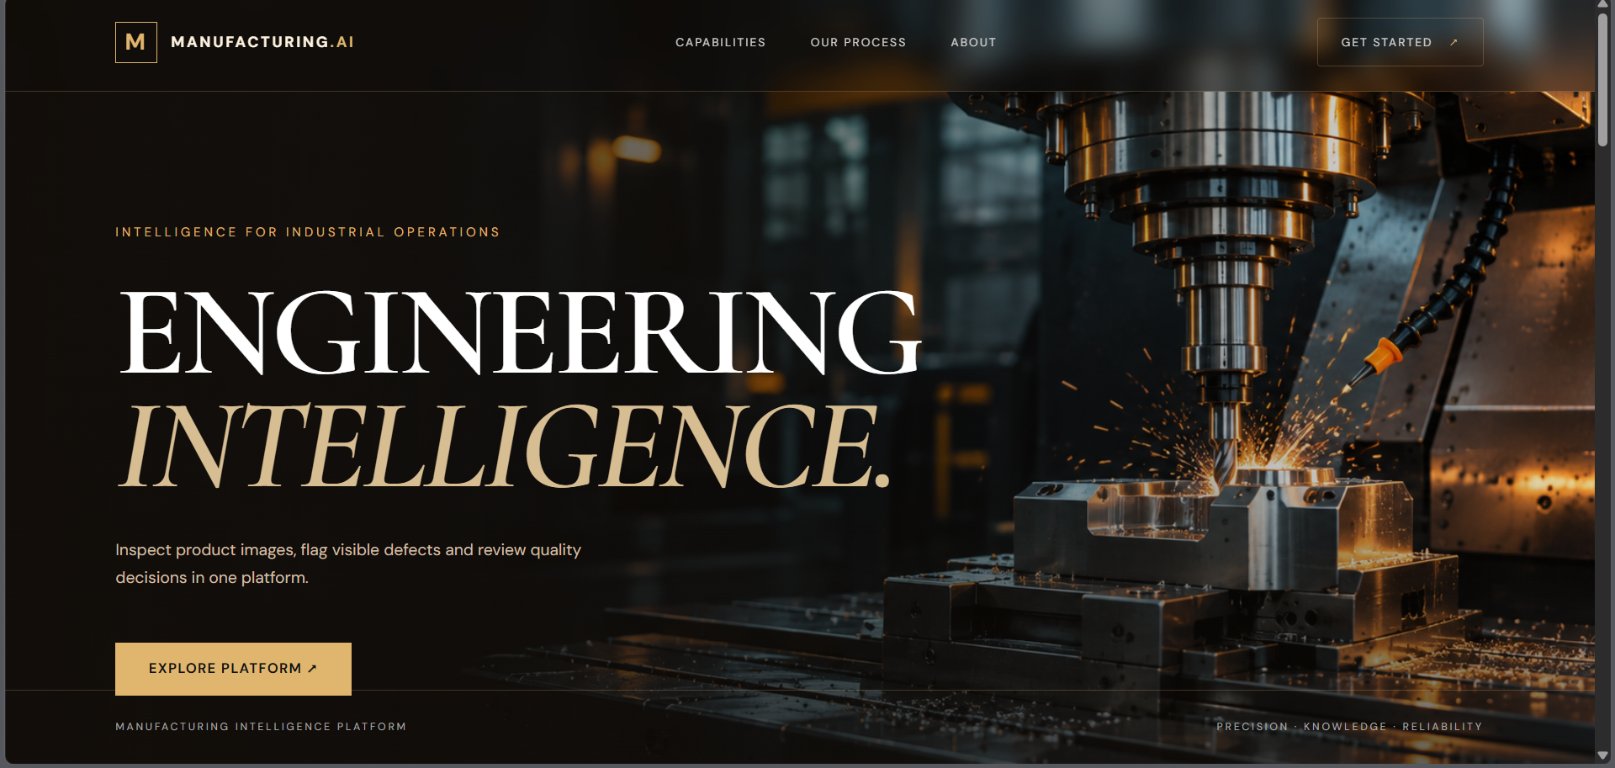 M MANUFACTURING.AI
CAPABILITIES
OUR PROCESS
ABOUT
GET STARTED ↗
INTELLIGENCE FOR INDUSTRIAL OPERATIONS
ENGINEERING
INTELLIGENCE.
Inspect product images, flag visible defects and review quality
decisions in one platform.
EXPLORE PLATFORM ↗
MANUFACTURING INTELLIGENCE PLATFORM
PRECISION · KNOWLEDGE · RELIABILITY